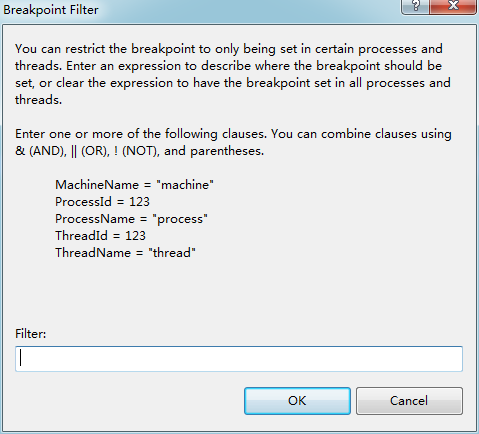 Breakpoint Filter
You can restrict the breakpoint to only being set in certain processes and
threads. Enter an expression to describe where the breakpoint should be
set, or clear the expression to have the breakpoint set in all processes and
threads.
Enter one or more of the following clauses. You can combine clauses using
& (AND), || (OR), ! (NOT), and parentheses.
MachineName = "machine"
ProcessId = 123
ProcessName = "process"
ThreadId = 123
ThreadName = "thread"
Filter:
OK Cancel